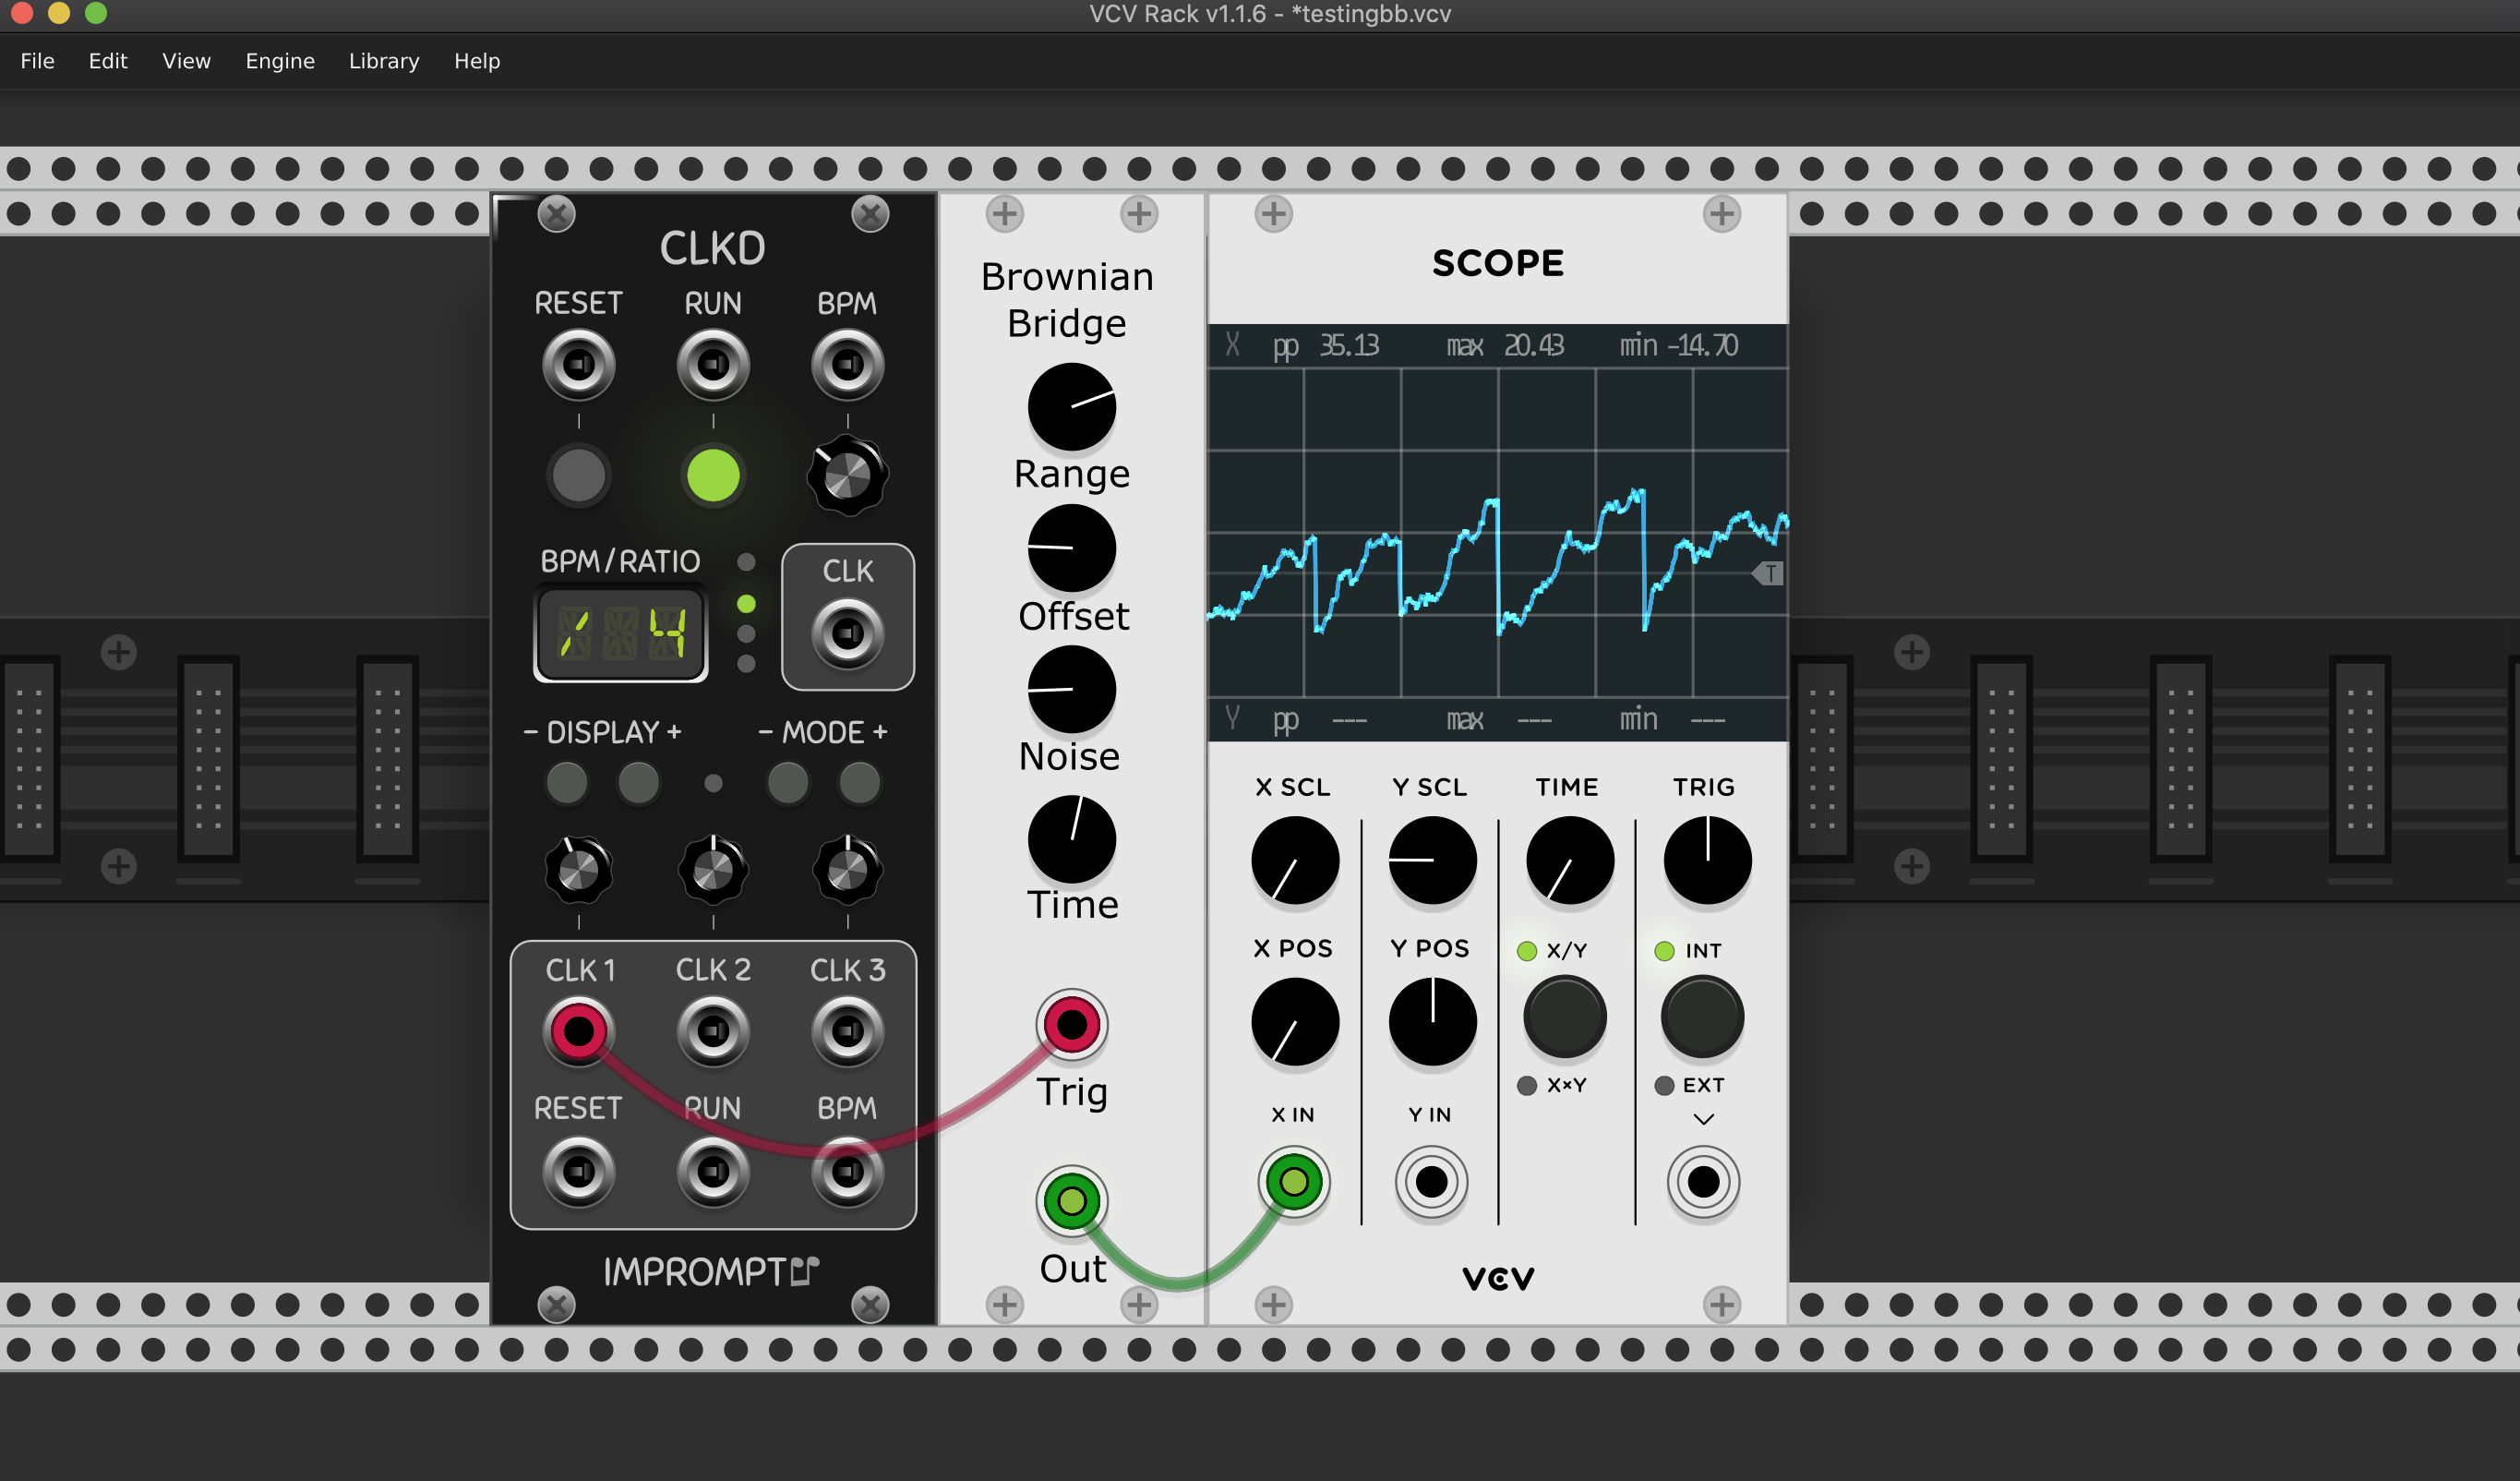 VCV Rack v1.1.6 - *testingbb.vcv
File Edit View Engine Library Help
CLKD
RESET RUN BPM
BPM/RATIO
CLK
/ 4
- DISPLAY + - MODE +
CLK 1 CLK 2 CLK 3
RESET RUN BPM
IMPROMPTU
Brownian
Bridge
Range
Offset
Noise
Time
Trig
Out
SCOPE
X pp 35.13 max 20.43 min -14.70
T
Y pp --- max --- min ---
X SCL Y SCL TIME TRIG
X POS Y POS X/Y INT
X×Y EXT
X IN Y IN
VCV